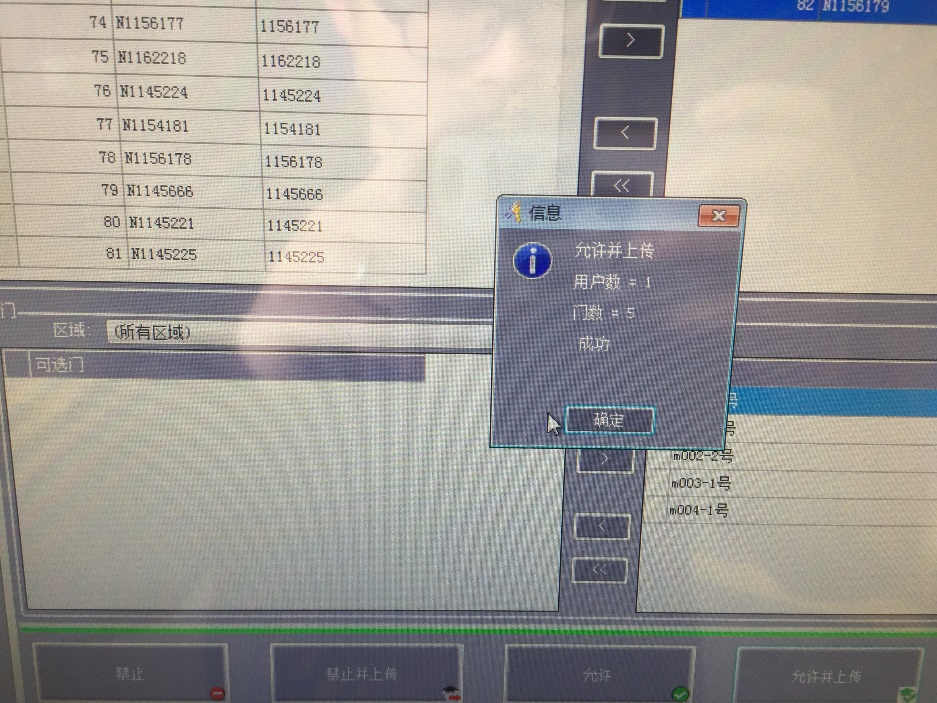 82 N1156179
74 N1156177 1156177
75 N1162218 1162218
76 N1145224 1145224
77 N1154181 1154181
78 N1156178 1156178
79 N1145666 1145666
80 N1145221 1145221
81 N1145225 1145225
>
<
<<
信息
允许并上传
用户数 = 1
门数 = 5
成功
确定
门
区域:
(所有区域)
可选门
号
号
m002-2号
m003-1号
m004-1号
>
<
<<
禁止
禁止并上传
允许
允许并上传